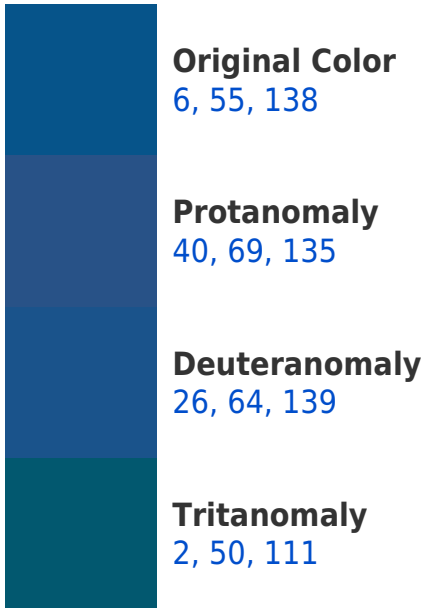 Original Color
6, 55, 138
Protanomaly
40, 69, 135
Deuteranomaly
26, 64, 139
Tritanomaly
2, 50, 111